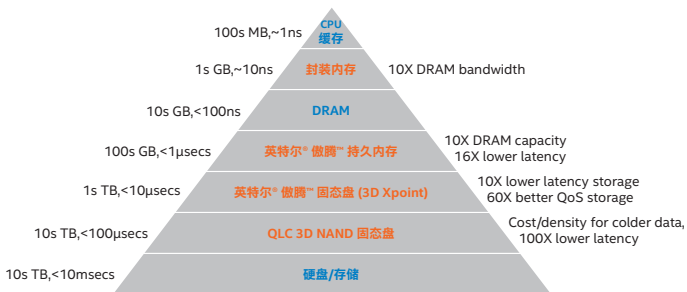 CPU
缓存
100s MB,~1ns
1s GB,~10ns
封装内存
10X DRAM bandwidth
10s GB,<100ns
DRAM
100s GB,<1μsecs
英特尔® 傲腾™ 持久内存
10X DRAM capacity
16X lower latency
1s TB,<10μsecs
英特尔® 傲腾™ 固态盘 (3D Xpoint)
10X lower latency storage
60X better QoS storage
10s TB,<100μsecs
QLC 3D NAND 固态盘
Cost/density for colder data,
100X lower latency
10s TB,<10msecs
硬盘/存储